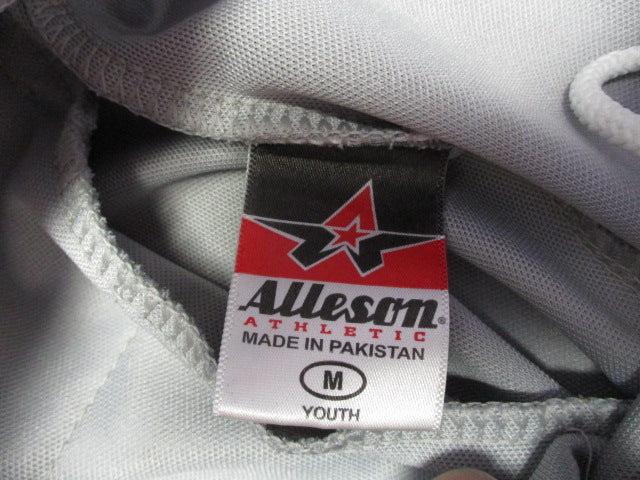 Alleson®
ATHLETIC
MADE IN PAKISTAN
M
YOUTH